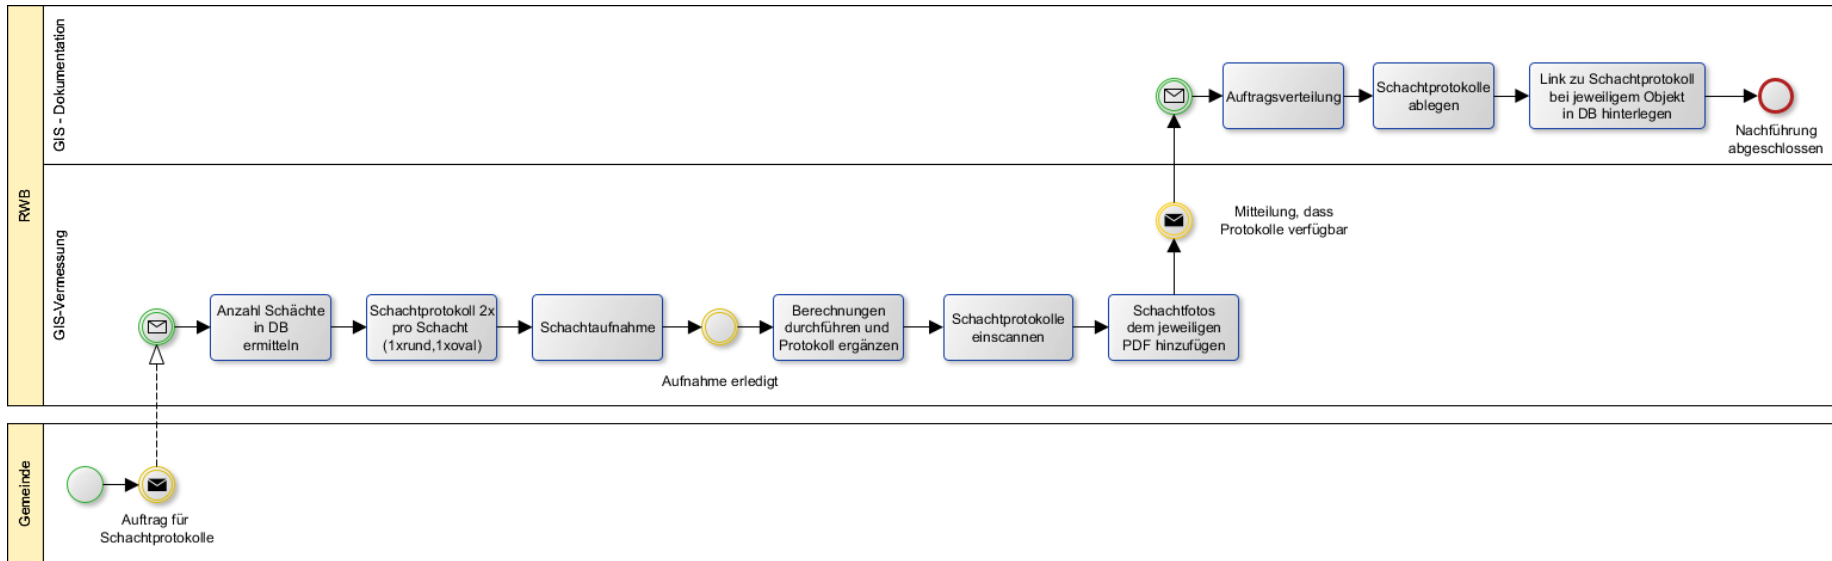 RWB
GIS - Dokumentation
Auftragsverteilung
Schachtprotokolle
ablegen
Link zu Schachtprotokoll
bei jeweiligem Objekt
in DB hinterlegen
Nachführung
abgeschlossen
GIS-Vermessung
Mitteilung, dass
Protokolle verfügbar
Anzahl Schächte
in DB
ermitteln
Schachtprotokoll 2x
pro Schacht
(1xrund,1xoval)
Schachtaufnahme
Aufnahme erledigt
Berechnungen
durchführen und
Protokoll ergänzen
Schachtprotokolle
einscannen
Schachtfotos
dem jeweiligen
PDF hinzufügen
Gemeinde
Auftrag für
Schachtprotokolle